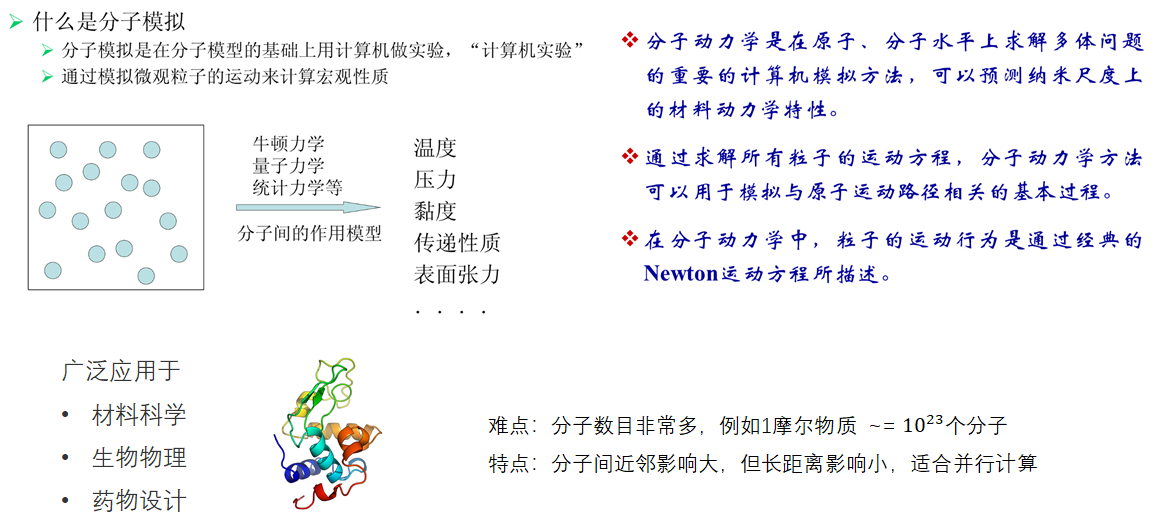 什么是分子模拟
分子模拟是在分子模型的基础上用计算机做实验，“计算机实验”
通过模拟微观粒子的运动来计算宏观性质
牛顿力学
量子力学
统计力学等
分子间的作用模型
温度
压力
黏度
传递性质
表面张力
. . . .
分子动力学是在原子、分子水平上求解多体问题
的重要的计算机模拟方法，可以预测纳米尺度上
的材料动力学特性。
通过求解所有粒子的运动方程，分子动力学方法
可以用于模拟与原子运动路径相关的基本过程。
在分子动力学中，粒子的运动行为是通过经典的
Newton运动方程所描述。
广泛应用于
• 材料科学
• 生物物理
• 药物设计
难点：分子数目非常多，例如1摩尔物质 ~= 10²³个分子
特点：分子间近邻影响大，但长距离影响小，适合并行计算